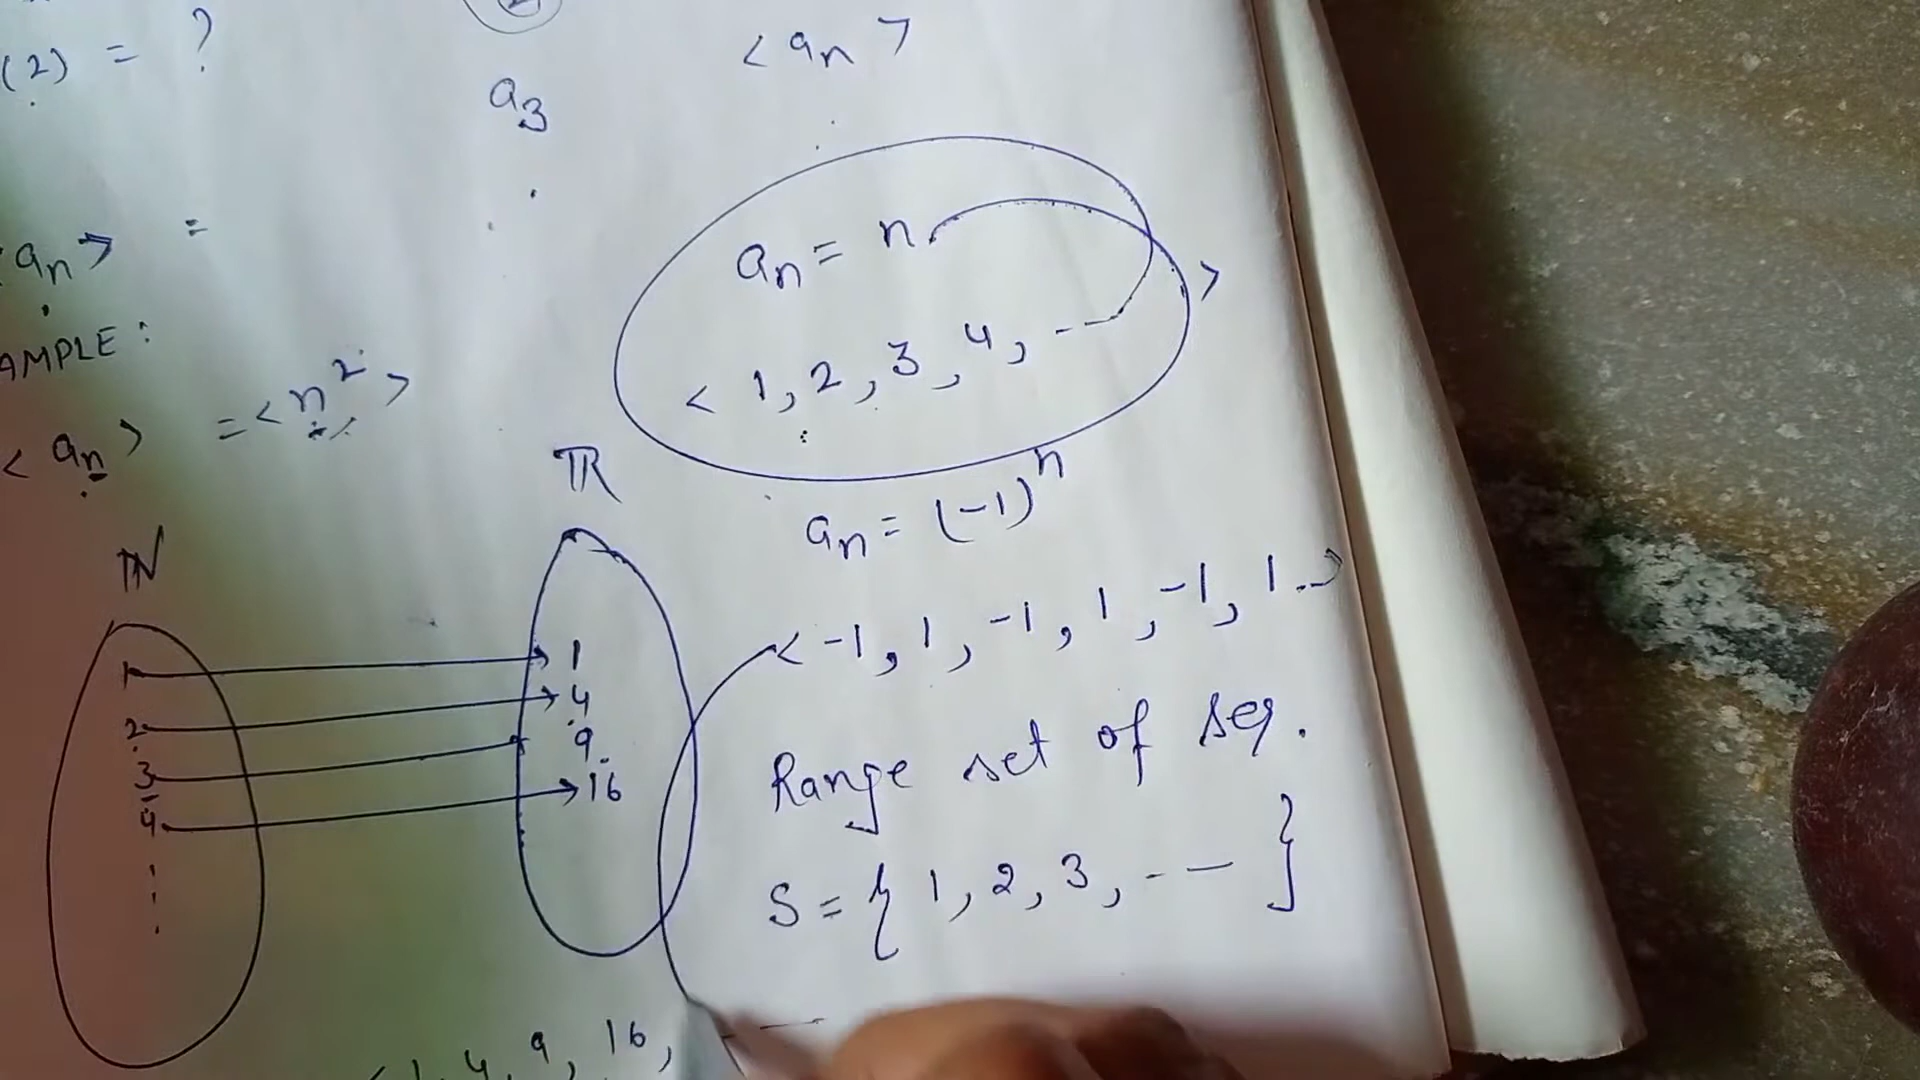 (2) = ?
a₃
< aₙ >
aₙ > =
AMPLE :
< aₙ > = < n² >
aₙ = n
< 1, 2, 3, 4, -- >
aₙ = (-1)ⁿ
< -1, 1, -1, 1, -1, 1 -- >
ℕ
ℝ
1 → 1
2 → 4
3 → 9
4 → 16
Range set of seq.
S = { 1, 2, 3, -- }
< 1, 4, 9, 16,